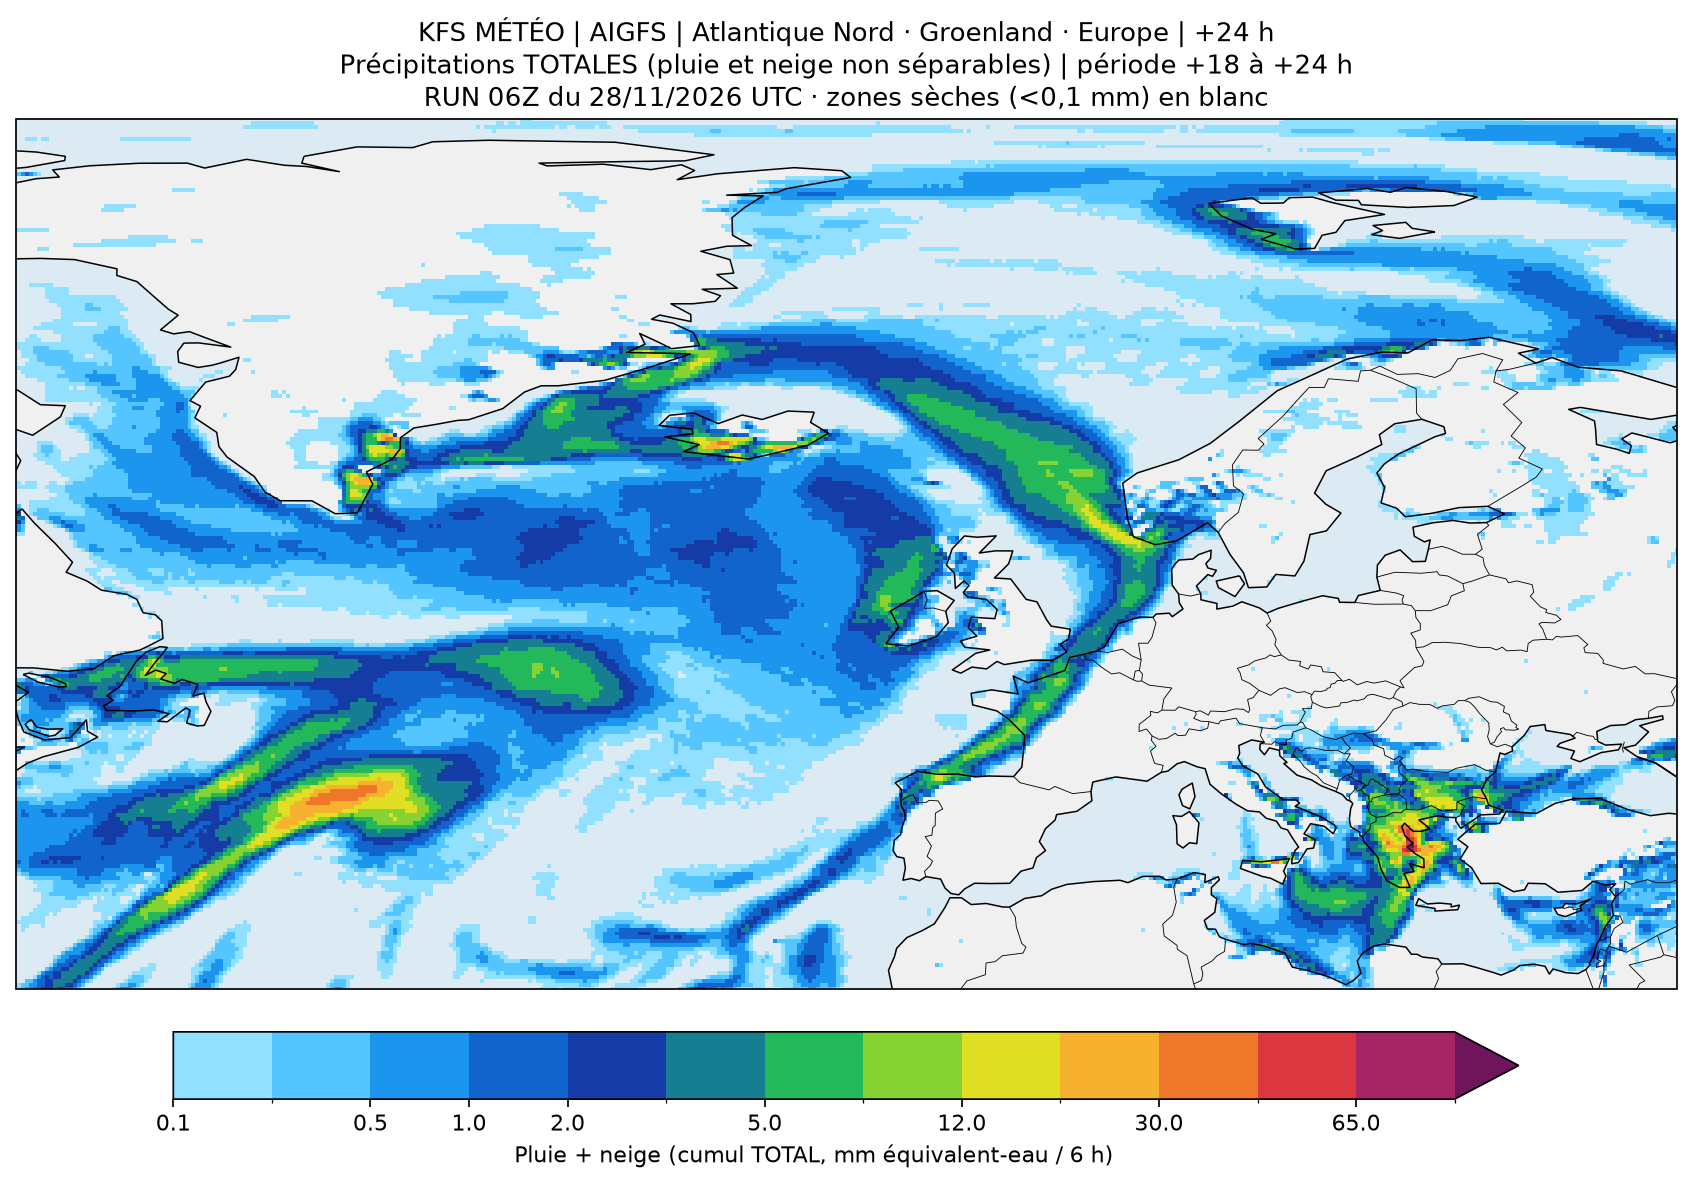 KFS MÉTÉO | AIGFS | Atlantique Nord · Groenland · Europe | +24 h
Précipitations TOTALES (pluie et neige non séparables) | période +18 à +24 h
RUN 06Z du 28/11/2026 UTC · zones sèches (<0,1 mm) en blanc
0.1 0.5 1.0 2.0 5.0 12.0 30.0 65.0
Pluie + neige (cumul TOTAL, mm équivalent-eau / 6 h)